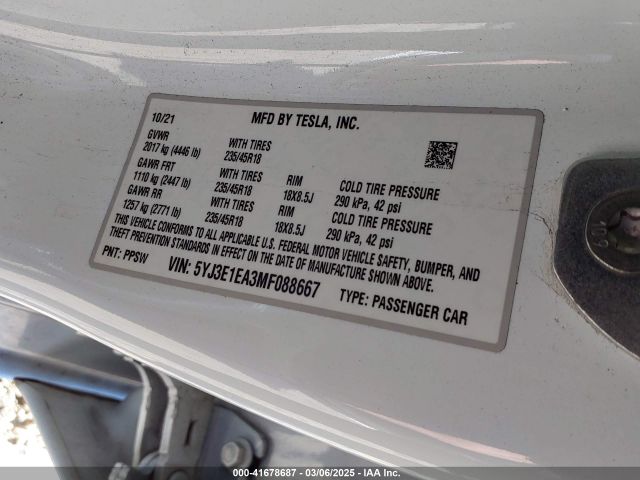 10/21 MFD BY TESLA, INC.
GVWR
2017 kg (4446 lb) WITH TIRES
235/45R18
GAWR FRT
1110 kg (2447 lb) WITH TIRES
235/45R18 RIM
18X8.5J COLD TIRE PRESSURE
290 kPa, 42 psi
GAWR RR
1257 kg (2771 lb) WITH TIRES
235/45R18 RIM
18X8.5J COLD TIRE PRESSURE
290 kPa, 42 psi
THIS VEHICLE CONFORMS TO ALL APPLICABLE U.S. FEDERAL MOTOR VEHICLE SAFETY, BUMPER, AND
THEFT PREVENTION STANDARDS IN EFFECT ON THE DATE OF MANUFACTURE SHOWN ABOVE.
PNT: PPSW VIN: 5YJ3E1EA3MF088667 TYPE: PASSENGER CAR
10.9
000-41678687 - 03/06/2025 - IAA Inc.